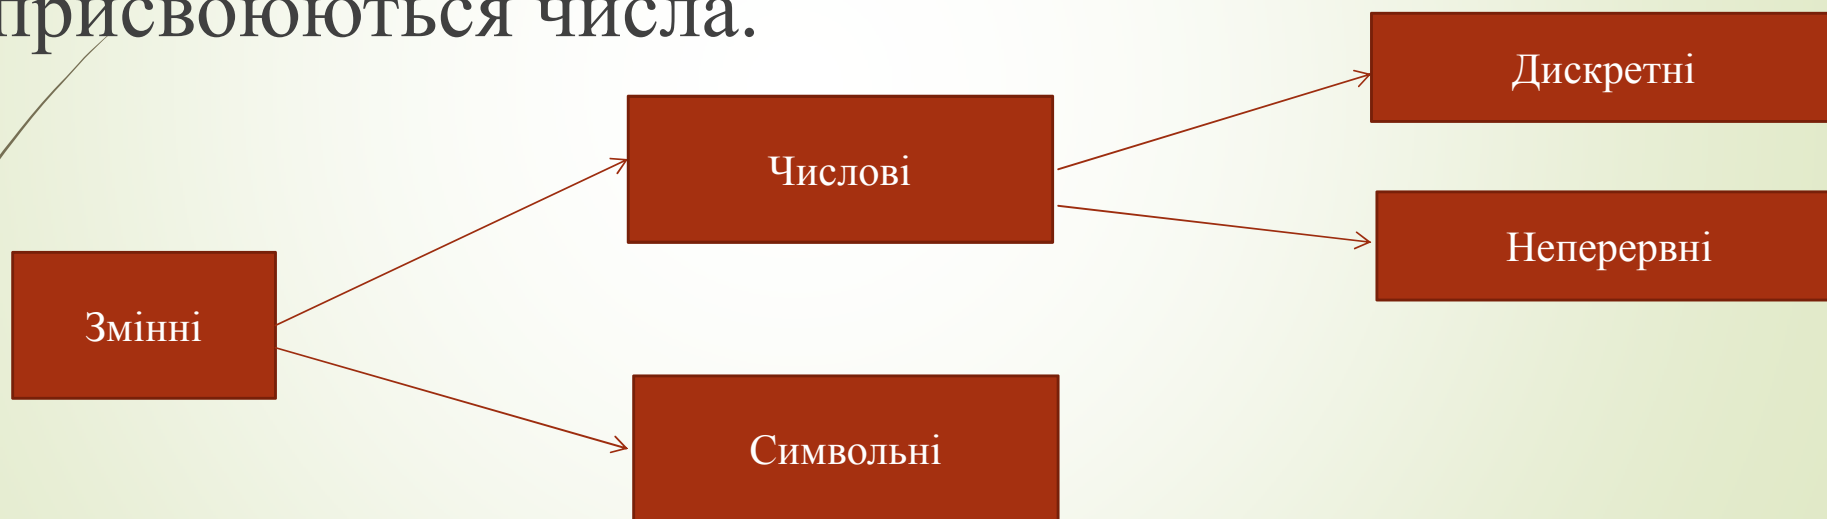 присвоюються числа.
Дискретні
Числові
Неперервні
Змінні
Символьні